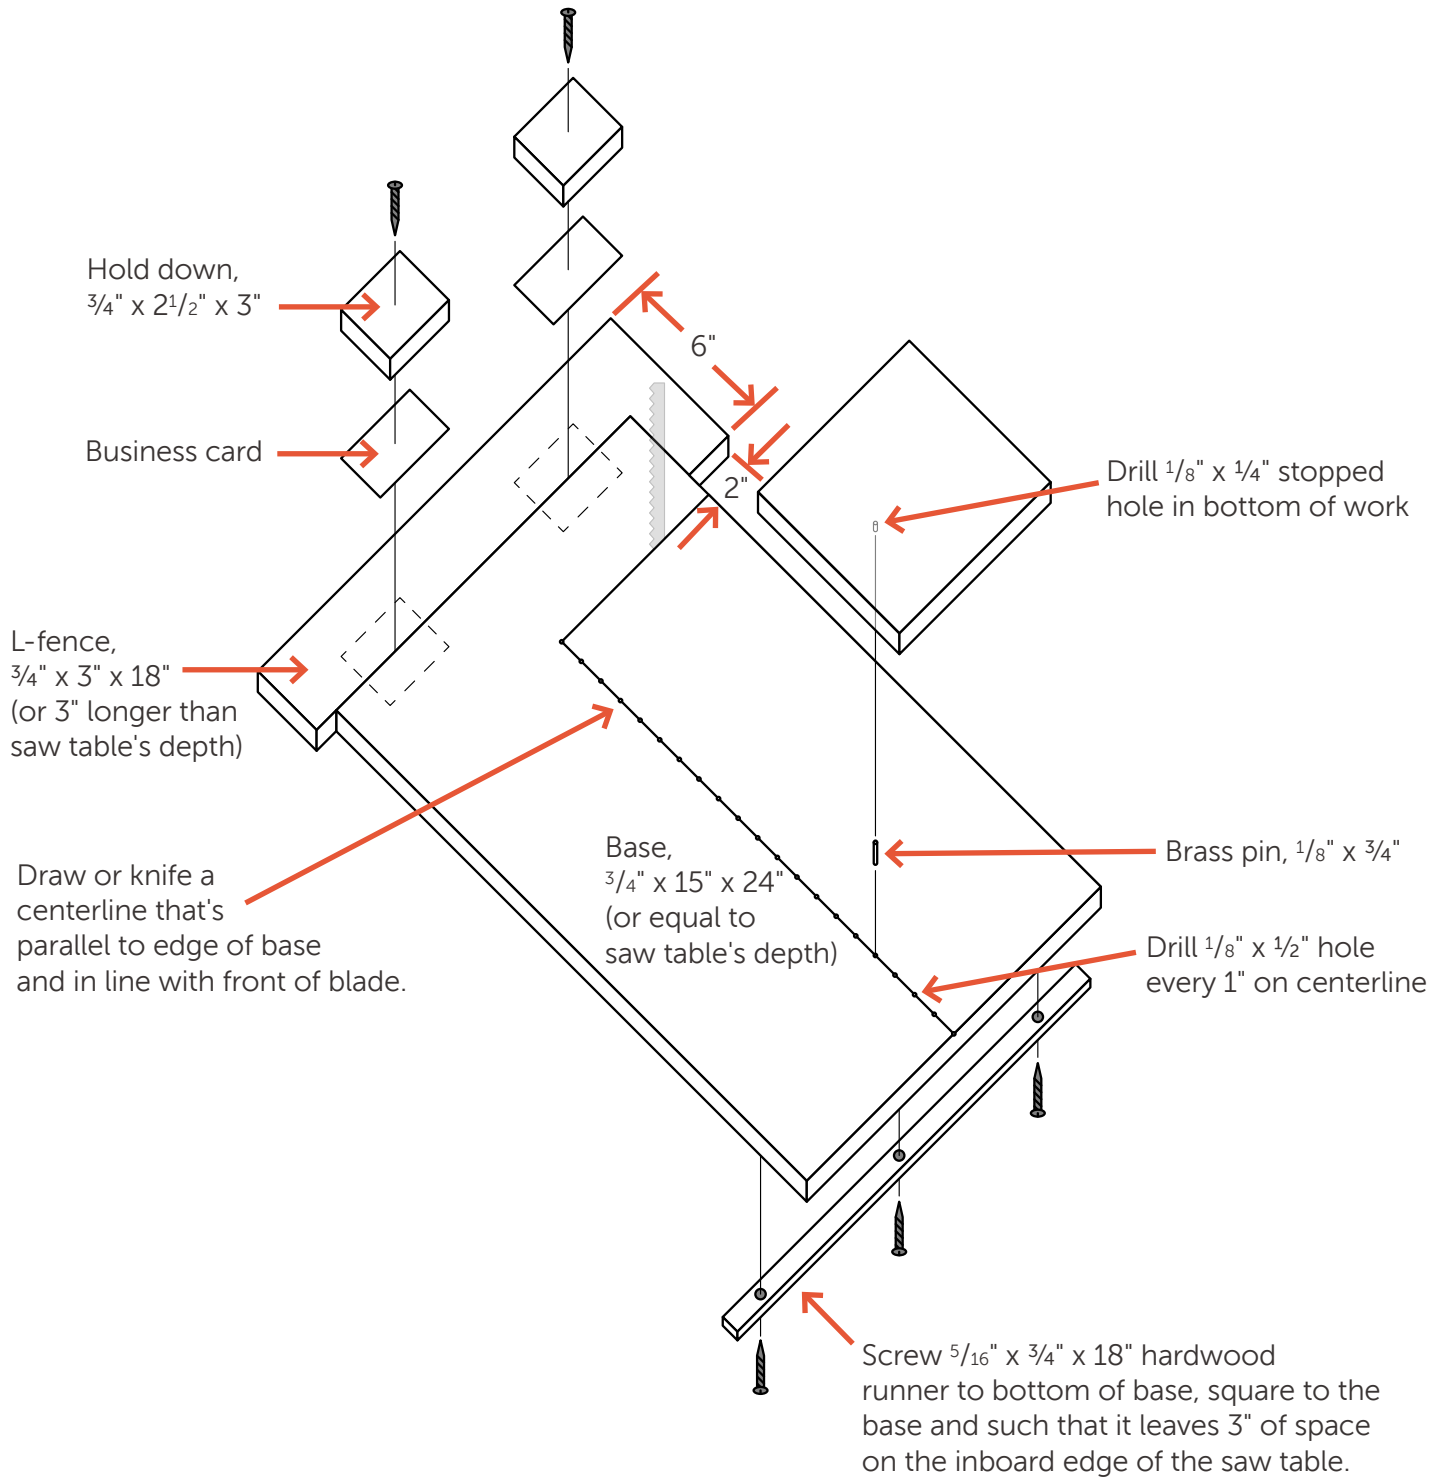 Hold down,
¾" x 2½" x 3"
6"
Business card
2"
Drill 1/8" x ¼" stopped
hole in bottom of work
L-fence,
¾" x 3" x 18"
(or 3" longer than
saw table's depth)
Base,
3/4" x 15" x 24"
(or equal to
saw table's depth)
Brass pin, 1/8" x ¾"
Draw or knife a
centerline that's
parallel to edge of base
and in line with front of blade.
Drill 1/8" x ½" hole
every 1" on centerline
Screw 5/16" x ¾" x 18" hardwood
runner to bottom of base, square to the
base and such that it leaves 3" of space
on the inboard edge of the saw table.